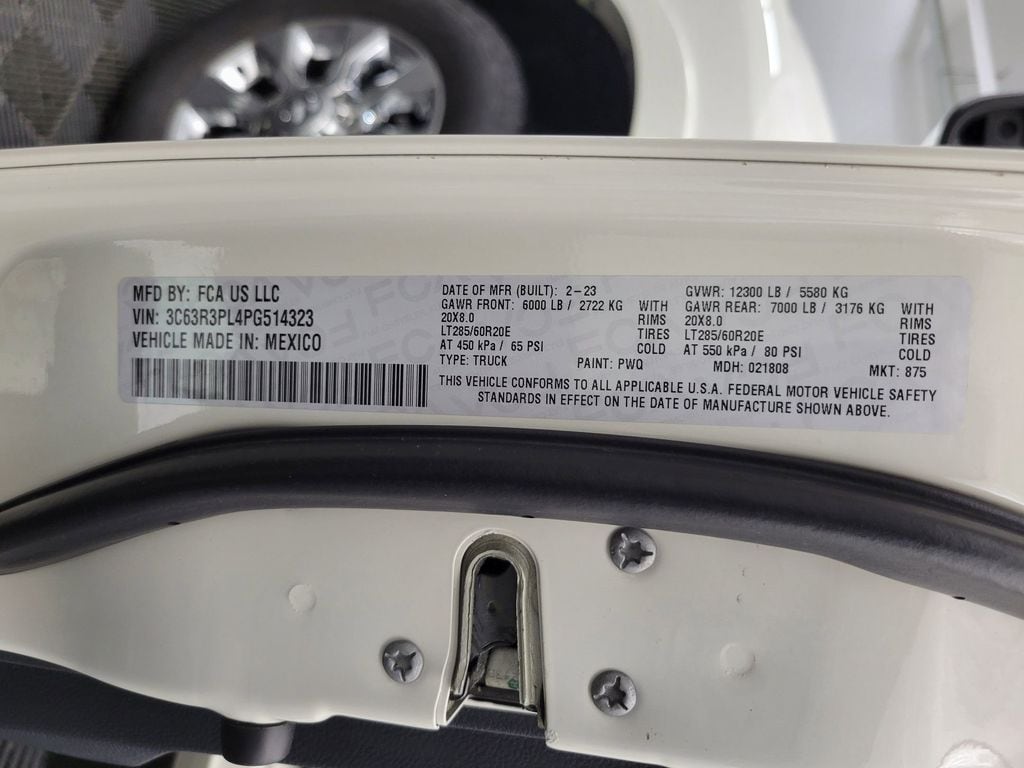 MFD BY: FCA US LLC
VIN: 3C63R3PL4PG514323
VEHICLE MADE IN: MEXICO
DATE OF MFR (BUILT): 2-23
GAWR FRONT: 6000 LB / 2722 KG WITH
20X8.0 RIMS
LT285/60R20E TIRES
AT 450 kPa / 65 PSI COLD
TYPE: TRUCK PAINT: PWQ
GVWR: 12300 LB / 5580 KG
GAWR REAR: 7000 LB / 3176 KG WITH
20X8.0 RIMS
LT285/60R20E TIRES
AT 550 kPa / 80 PSI COLD
MDH: 021808 MKT: 875
THIS VEHICLE CONFORMS TO ALL APPLICABLE U.S.A. FEDERAL MOTOR VEHICLE SAFETY
STANDARDS IN EFFECT ON THE DATE OF MANUFACTURE SHOWN ABOVE.